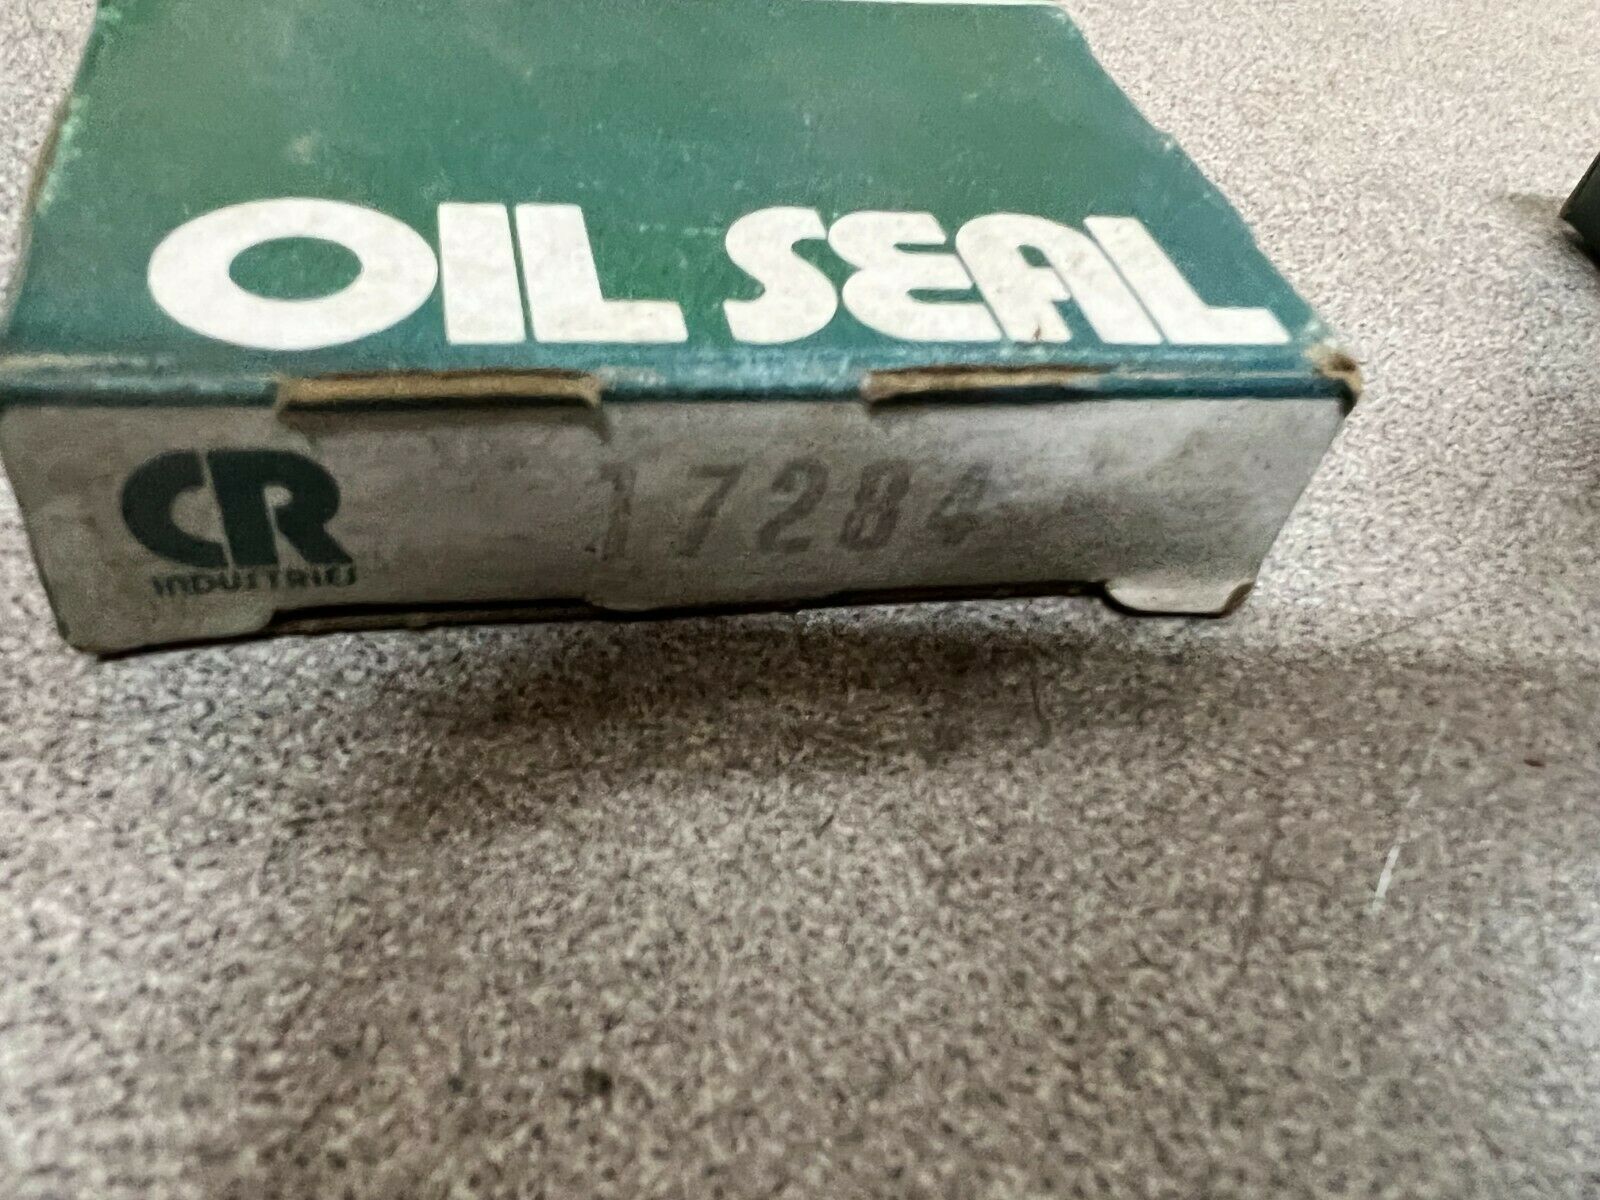 OIL SEAL
CR
INDUSTRIES
17284